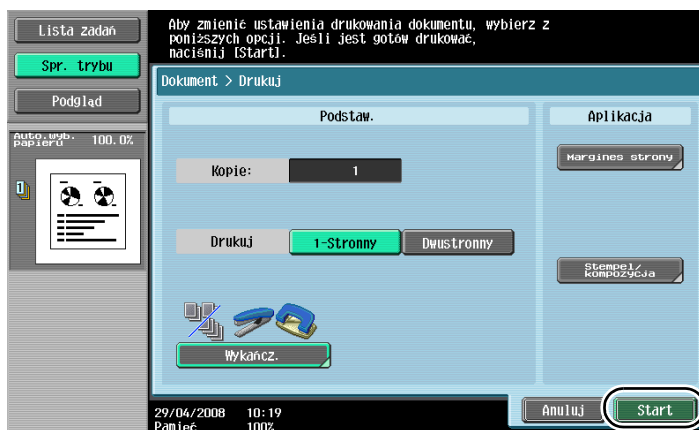 Lista zadań
Spr. trybu
Podgląd
Auto.wyb. papieru 100.0%
1
Aby zmienić ustawienia drukowania dokumentu, wybierz z
poniższych opcji. Jeśli jest gotów drukować,
naciśnij [Start].
Dokument > Drukuj
Podstaw.
Kopie: 1
Drukuj 1-Stronny Dwustronny
Wykańcz.
Aplikacja
Margines strony
Stempel/
kompozycja
29/04/2008 10:19
Pamięć 100%
Anuluj Start